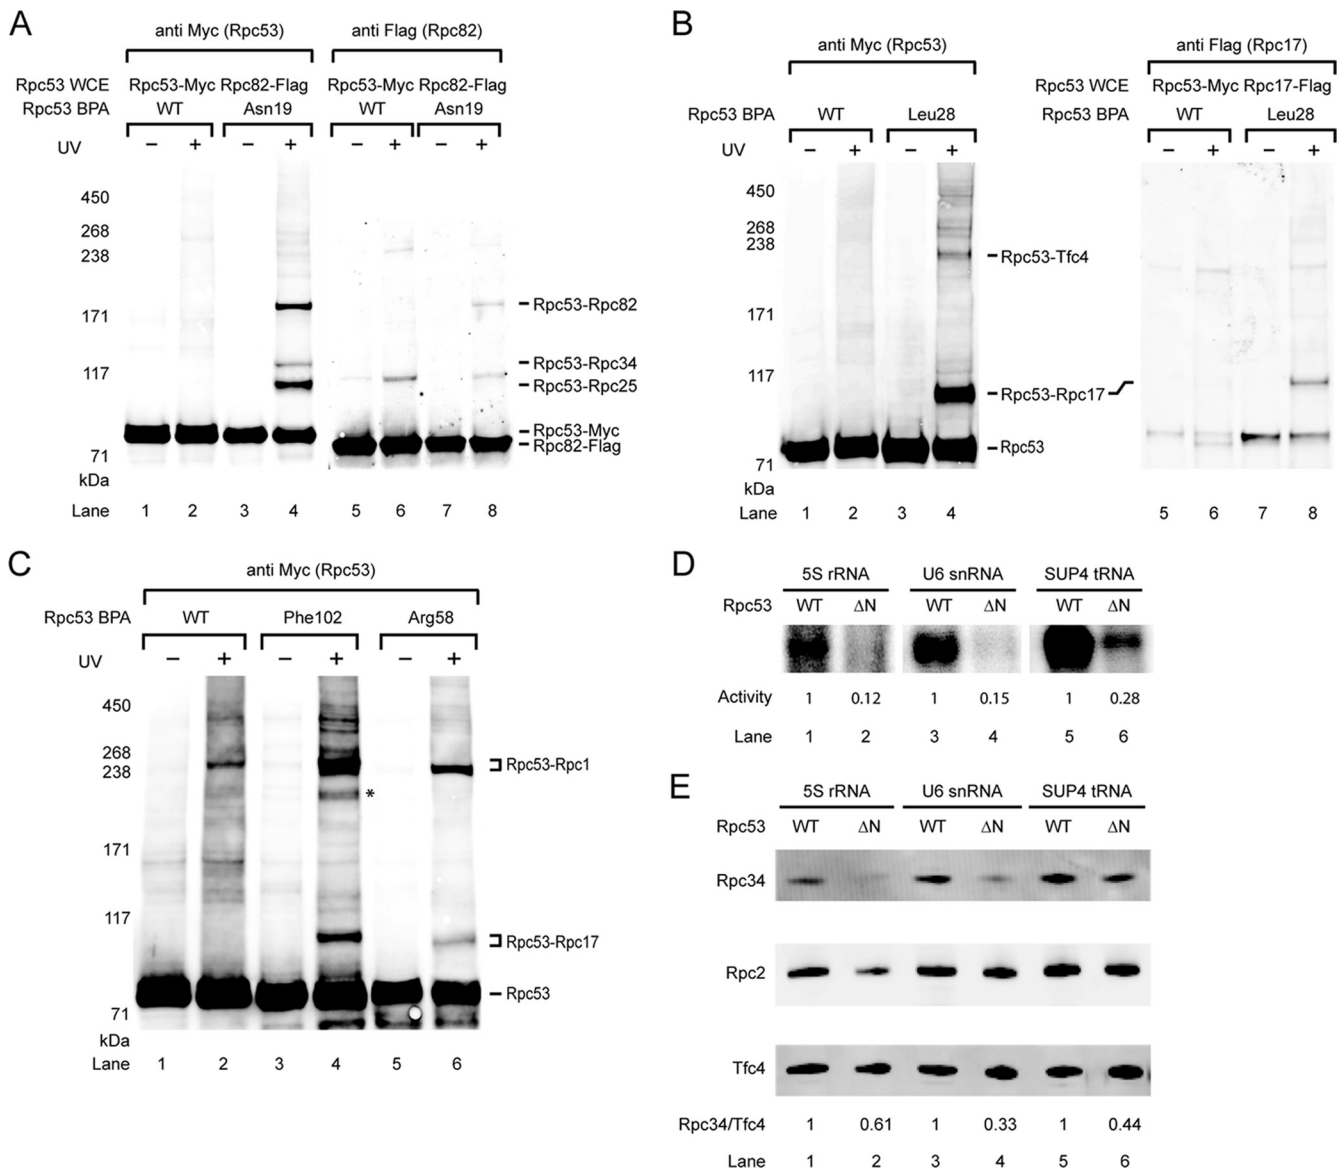 A
anti Myc (Rpc53) anti Flag (Rpc82)
Rpc53 WCE Rpc53-Myc Rpc82-Flag Rpc53-Myc Rpc82-Flag
Rpc53 BPA WT Asn19 WT Asn19
UV − + − + − + − +
450
268
238
171
117
71
kDa
Rpc53-Rpc82
Rpc53-Rpc34
Rpc53-Rpc25
Rpc53-Myc
Rpc82-Flag
Lane 1 2 3 4 5 6 7 8
B
anti Myc (Rpc53) anti Flag (Rpc17)
Rpc53 WCE Rpc53-Myc Rpc17-Flag
Rpc53 BPA WT Leu28 Rpc53 BPA WT Leu28
UV − + − + − + − +
450
268
238
171
117
71
kDa
Rpc53-Tfc4
Rpc53-Rpc17
Rpc53
Lane 1 2 3 4 5 6 7 8
C
anti Myc (Rpc53)
Rpc53 BPA WT Phe102 Arg58
UV − + − + − +
450
268
238
171
117
71
kDa
Rpc53-Rpc1
*
Rpc53-Rpc17
Rpc53
Lane 1 2 3 4 5 6
D
5S rRNA U6 snRNA SUP4 tRNA
Rpc53 WT ΔN WT ΔN WT ΔN
Activity 1 0.12 1 0.15 1 0.28
Lane 1 2 3 4 5 6
E
5S rRNA U6 snRNA SUP4 tRNA
Rpc53 WT ΔN WT ΔN WT ΔN
Rpc34
Rpc2
Tfc4
Rpc34/Tfc4 1 0.61 1 0.33 1 0.44
Lane 1 2 3 4 5 6